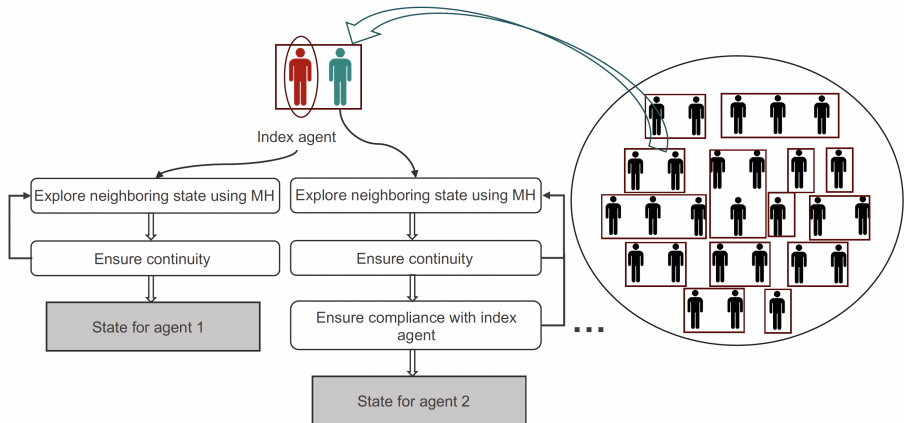 Index agent
Explore neighboring state using MH
Ensure continuity
State for agent 1
Explore neighboring state using MH
Ensure continuity
Ensure compliance with index
agent
State for agent 2
...